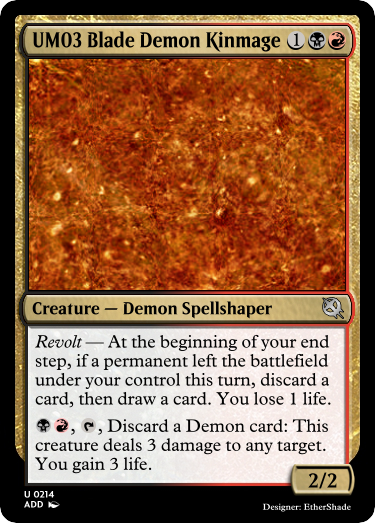 UM03 Blade Demon Kinmage 1
Creature — Demon Spellshaper
Revolt — At the beginning of your end
step, if a permanent left the battlefield
under your control this turn, discard a
card, then draw a card. You lose 1 life.
, , Discard a Demon card: This
creature deals 3 damage to any target.
You gain 3 life.
2/2
U 0214
ADD
Designer: EtherShade